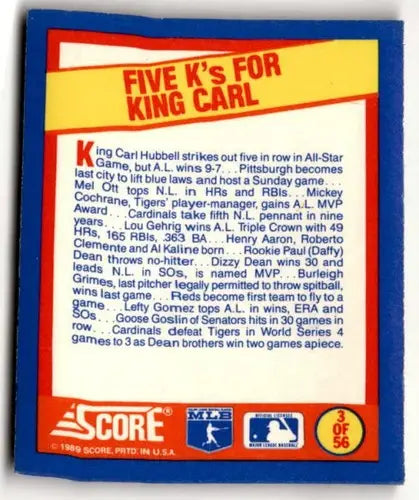 FIVE K's FOR
KING CARL
King Carl Hubbell strikes out five in row in All-Star
Game, but A.L. wins 9-7...Pittsburgh becomes
last city to lift blue laws and host a Sunday game...
Mel Ott tops N.L. in HRs and RBIs...Mickey
Cochrane, Tigers' player-manager, gains A.L. MVP
Award...Cardinals take fifth N.L. pennant in nine
years...Lou Gehrig wins A.L. Triple Crown with 49
HRs, 165 RBIs, .363 BA...Henry Aaron, Roberto
Clemente and Al Kaline born...Rookie Paul (Daffy)
Dean throws no-hitter...Dizzy Dean wins 30 and
leads N.L. in SOs, is named MVP...Burleigh
Grimes, last pitcher legally permitted to throw spitball,
wins last game...Reds become first team to fly to a
game...Lefty Gomez tops A.L. in wins, ERA and
SOs...Goose Goslin of Senators hits in 30 games in
row...Cardinals defeat Tigers in World Series 4
games to 3 as Dean brothers win two games apiece.
SCORE®
© 1989 SCORE, PRTD. IN U.S.A.
MLB
OFFICIAL LICENSEE
MAJOR LEAGUE BASEBALL
3
OF
56